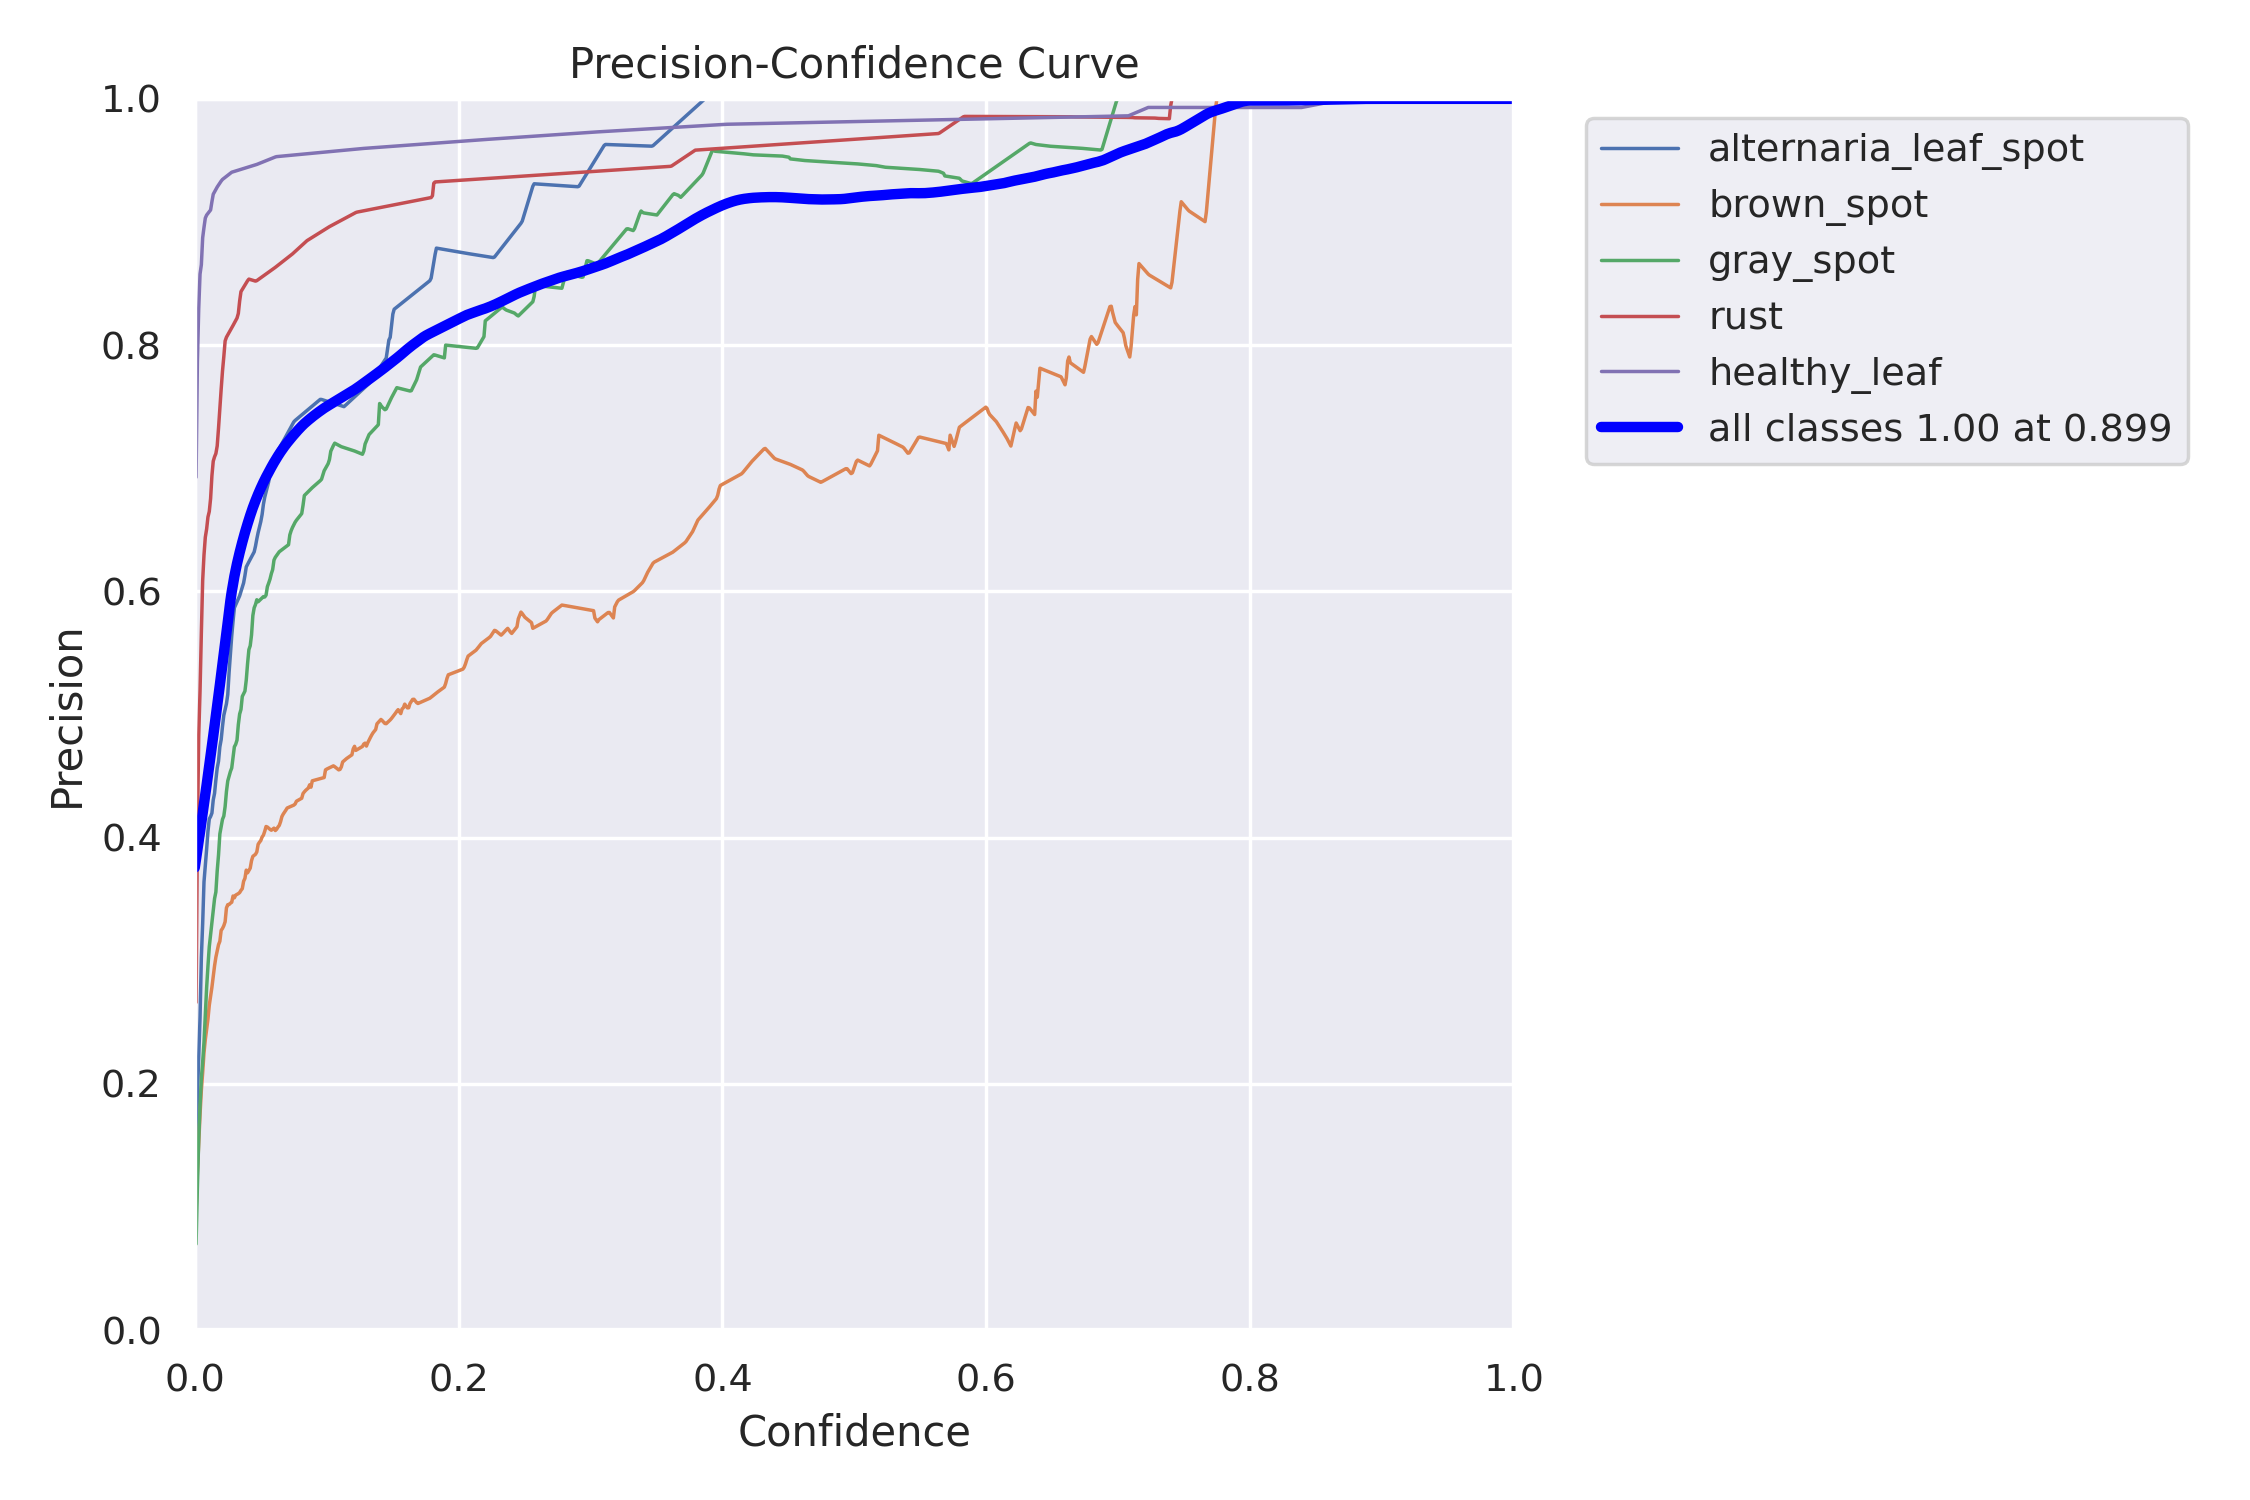 Precision-Confidence Curve
1.0
0.8
0.6
0.4
0.2
0.0
Precision
0.0 0.2 0.4 0.6 0.8 1.0
Confidence
alternaria_leaf_spot
brown_spot
gray_spot
rust
healthy_leaf
all classes 1.00 at 0.899